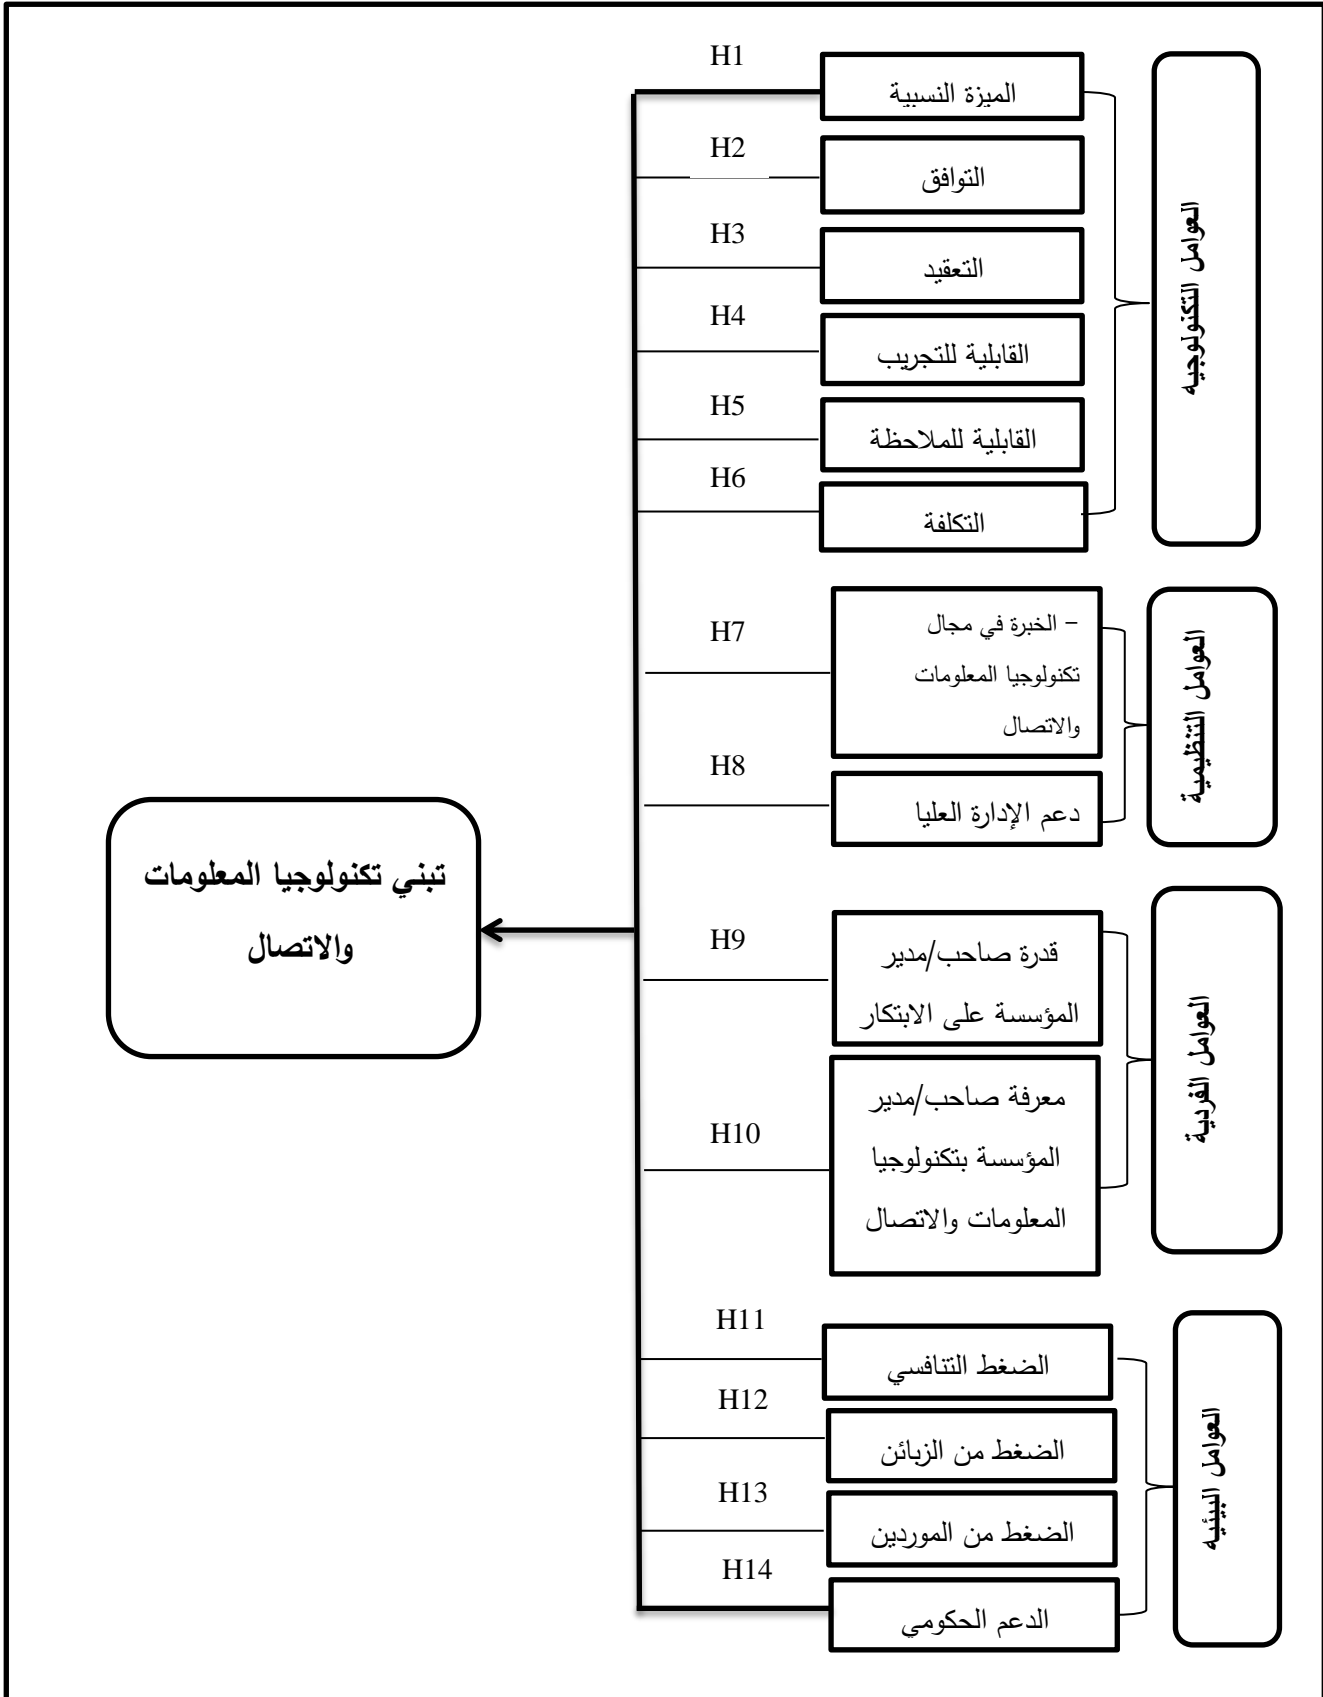 العوامل التكنولوجيه
H1
الميزة النسبية
H2
التوافق
H3
التعقيد
H4
القابلية للتجريب
H5
القابلية للملاحظة
H6
التكلفة
العوامل التنظيمية
H7
– الخبرة في مجال
تكنولوجيا المعلومات
والاتصال
H8
دعم الإدارة العليا
العوامل الفردية
H9
قدرة صاحب/مدير
المؤسسة على الابتكار
H10
معرفة صاحب/مدير
المؤسسة بتكنولوجيا
المعلومات والاتصال
العوامل البيئيه
H11
الضغط التنافسي
H12
الضغط من الزبائن
H13
الضغط من الموردين
H14
الدعم الحكومي
تبني تكنولوجيا المعلومات
والاتصال